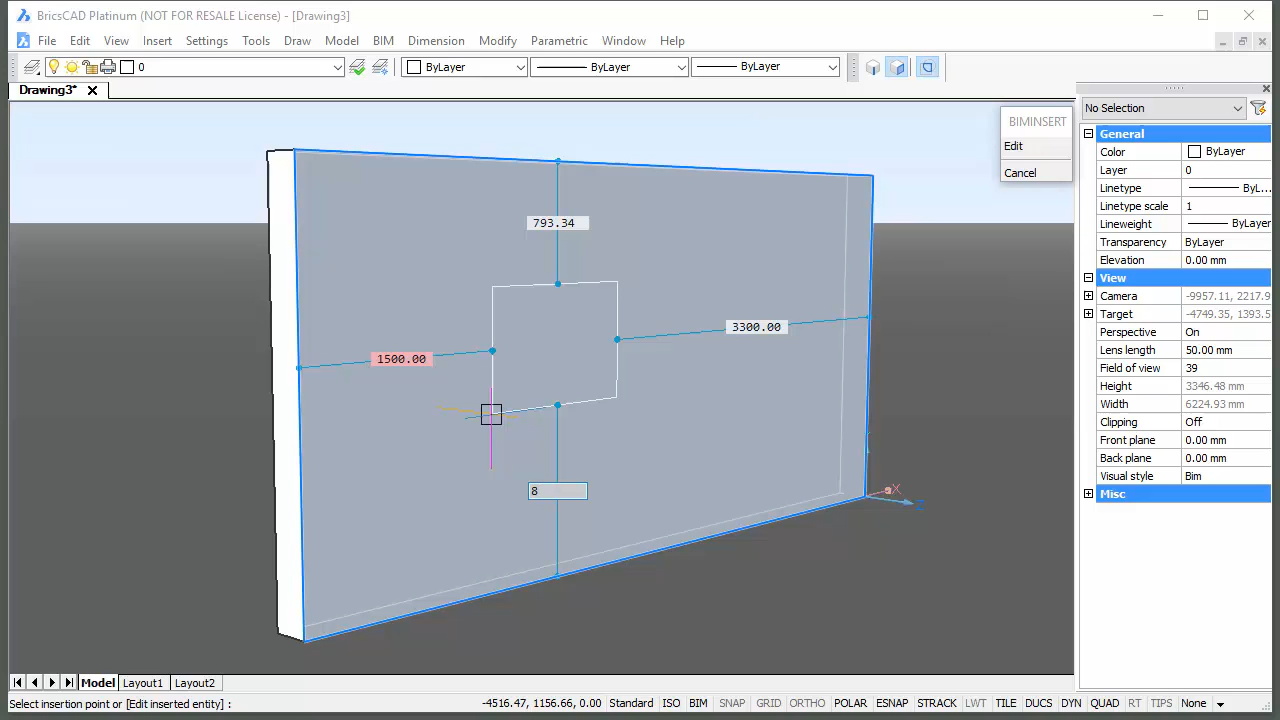 BricsCAD Platinum (NOT FOR RESALE License) - [Drawing3]
File Edit View Insert Settings Tools Draw Model BIM Dimension Modify Parametric Window Help
0 ByLayer ByLayer ByLayer
Drawing3*
BIMINSERT
Edit
Cancel
793.34
3300.00
1500.00
8
X
Z
No Selection
General
Color ByLayer
Layer 0
Linetype ByL...
Linetype scale 1
Lineweight ByLayer
Transparency ByLayer
Elevation 0.00 mm
View
Camera -9957.11, 2217.9
Target -4749.35, 1393.5
Perspective On
Lens length 50.00 mm
Field of view 39
Height 3346.48 mm
Width 6224.93 mm
Clipping Off
Front plane 0.00 mm
Back plane 0.00 mm
Visual style Bim
Misc
Model Layout1 Layout2
Select insertion point or [Edit inserted entity] : -4516.47, 1156.66, 0.00 Standard ISO BIM SNAP GRID ORTHO POLAR ESNAP STRACK LWT TILE DUCS DYN QUAD RT TIPS None